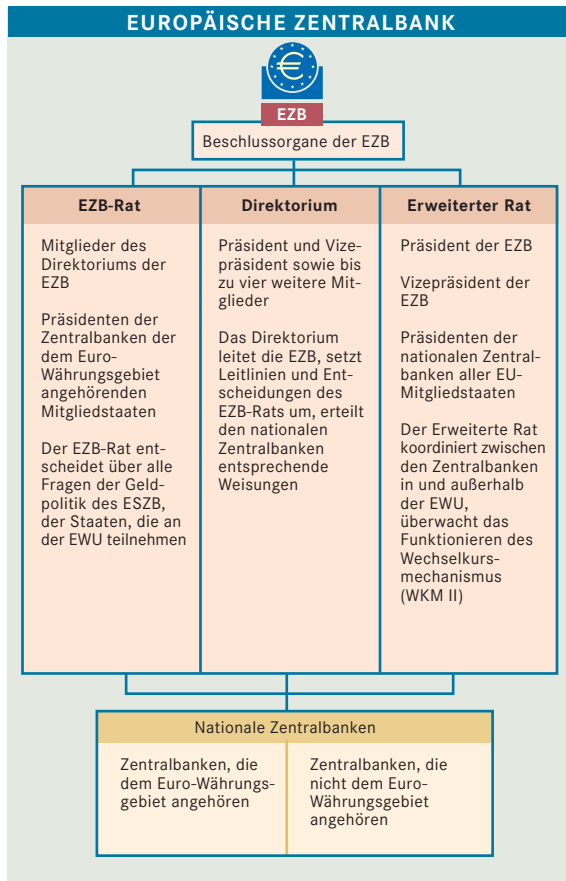 EUROPÄISCHE ZENTRALBANK
€
EZB
Beschlussorgane der EZB
EZB-Rat
Mitglieder des
Direktoriums der
EZB
Präsidenten der
Zentralbanken der
dem Euro-
Währungsgebiet
angehörenden
Mitgliedstaaten
Der EZB-Rat ent-
scheidet über alle
Fragen der Geld-
politik des ESZB,
der Staaten, die an
der EWU teilnehmen
Direktorium
Präsident und Vize-
präsident sowie bis
zu vier weitere Mit-
glieder
Das Direktorium
leitet die EZB, setzt
Leitlinien und Ent-
scheidungen des
EZB-Rats um, erteilt
den nationalen
Zentralbanken
entsprechende
Weisungen
Erweiterter Rat
Präsident der EZB
Vizepräsident der
EZB
Präsidenten der
nationalen Zentral-
banken aller EU-
Mitgliedstaaten
Der Erweiterte Rat
koordiniert zwischen
den Zentralbanken
in und außerhalb
der EWU,
überwacht das
Funktionieren des
Wechselkurs-
mechanismus
(WKM II)
Nationale Zentralbanken
Zentralbanken, die
dem Euro-Währungs-
gebiet angehören
Zentralbanken, die
nicht dem Euro-
Währungsgebiet
angehören